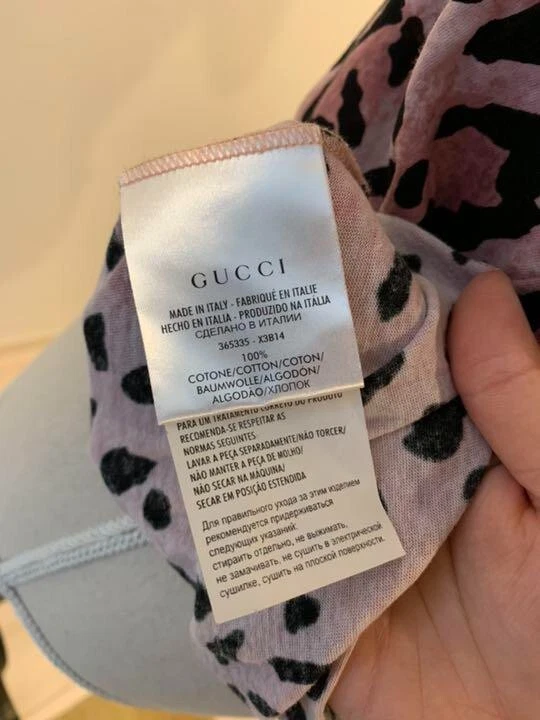 GUCCI
MADE IN ITALY - FABRIQUÉ EN ITALIE
HECHO EN ITALIA - PRODUZIDO NA ITÁLIA
СДЕЛАНО В ИТАЛИИ
365335 - X3B14
100%
COTONE/COTTON/COTON/
BAUMWOLLE/ALGODÓN/
ALGODÃO/ХЛОПОК
PARA UM TRATAMENTO CORRETO DO PRODUTO
RECOMENDA-SE RESPEITAR AS
NORMAS SEGUINTES:
LAVAR A PEÇA SEPARADAMENTE/NÃO TORCER/
NÃO MANTER A PEÇA DE MOLHO/
NÃO SECAR NA MÁQUINA/
SECAR EM POSIÇÃO ESTENDIDA
Для правильного ухода за этим изделием
рекомендуется придерживаться
следующих указаний:
стираить отдельно, не выжимать,
не замачивать, не сушить в электрической
сушилке, сушить на плоской поверхности.